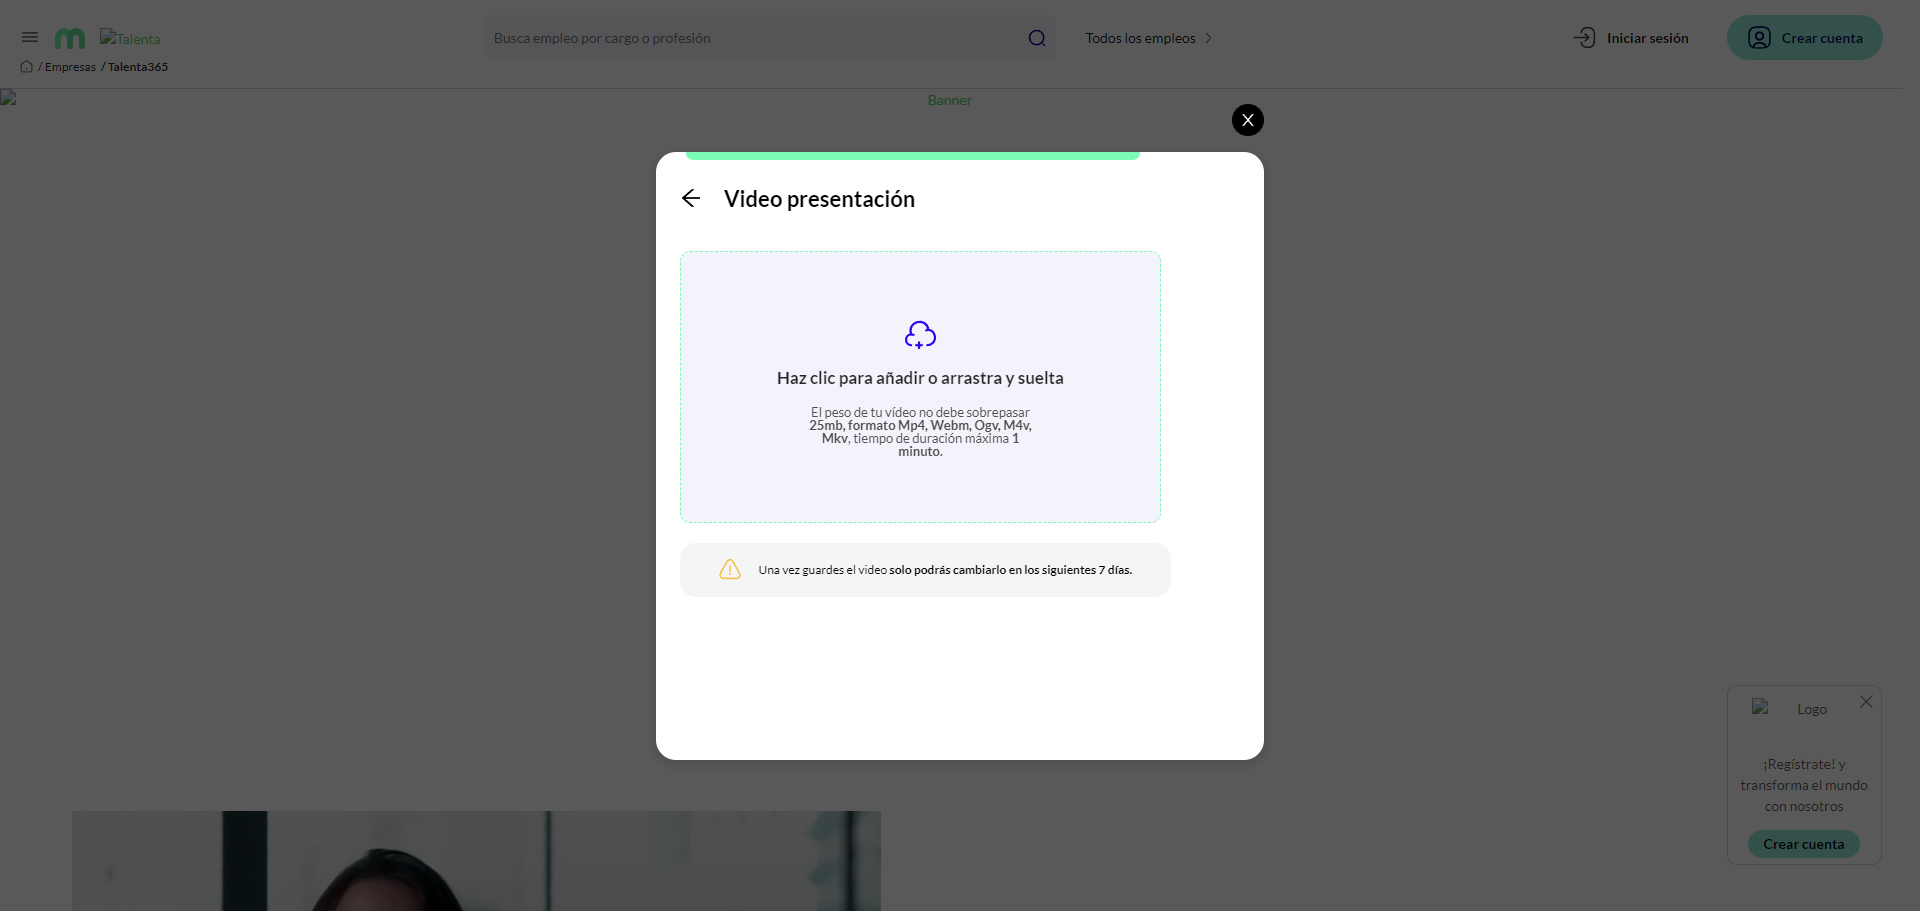 Talenta
Busca empleo por cargo o profesión
Todos los empleos
Iniciar sesión
Crear cuenta
/ Empresas / Talenta365
Banner
X
Video presentación
Haz clic para añadir o arrastra y suelta
El peso de tu vídeo no debe sobrepasar
25mb, formato Mp4, Webm, Ogv, M4v,
Mkv, tiempo de duración máxima 1
minuto.
Una vez guardes el video solo podrás cambiarlo en los siguientes 7 días.
Logo
¡Regístrate! y
transforma el mundo
con nosotros
Crear cuenta